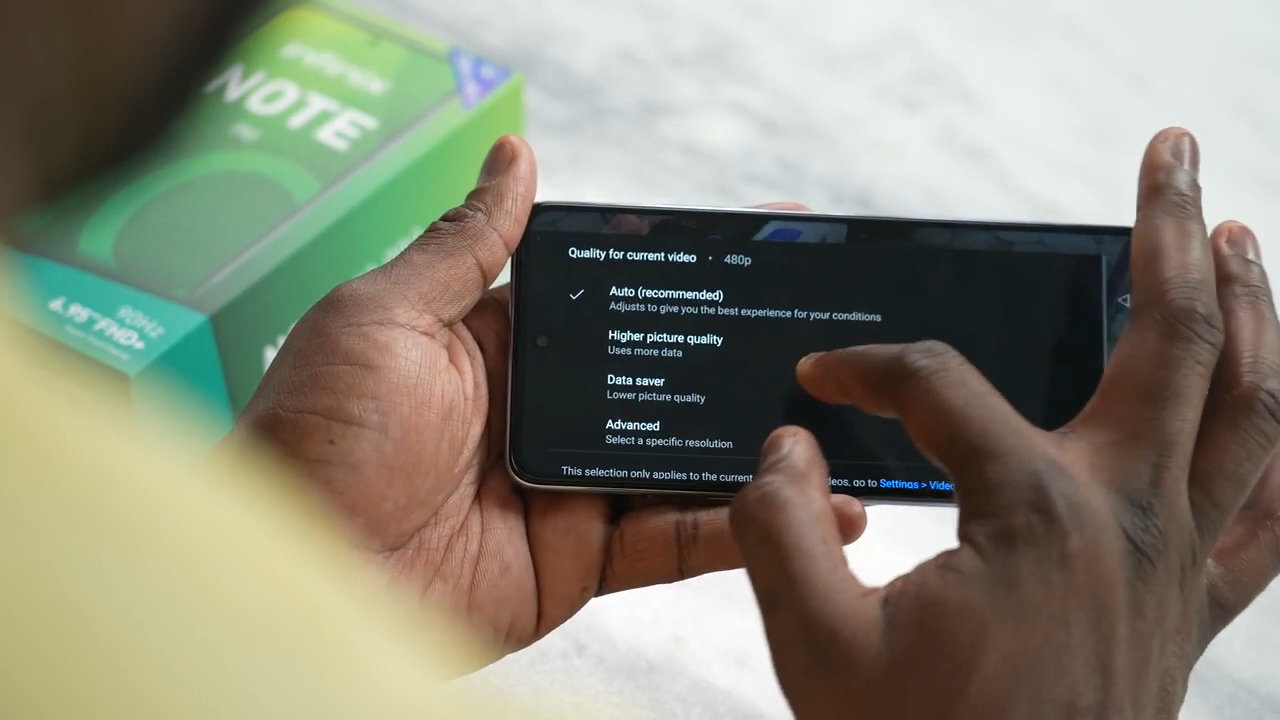 Infinix
NOTE
90Hz
6.95" FHD+
Quality for current video • 480p
Auto (recommended)
Adjusts to give you the best experience for your conditions
Higher picture quality
Uses more data
Data saver
Lower picture quality
Advanced
Select a specific resolution
This selection only applies to the current deos, go to Settings > Video